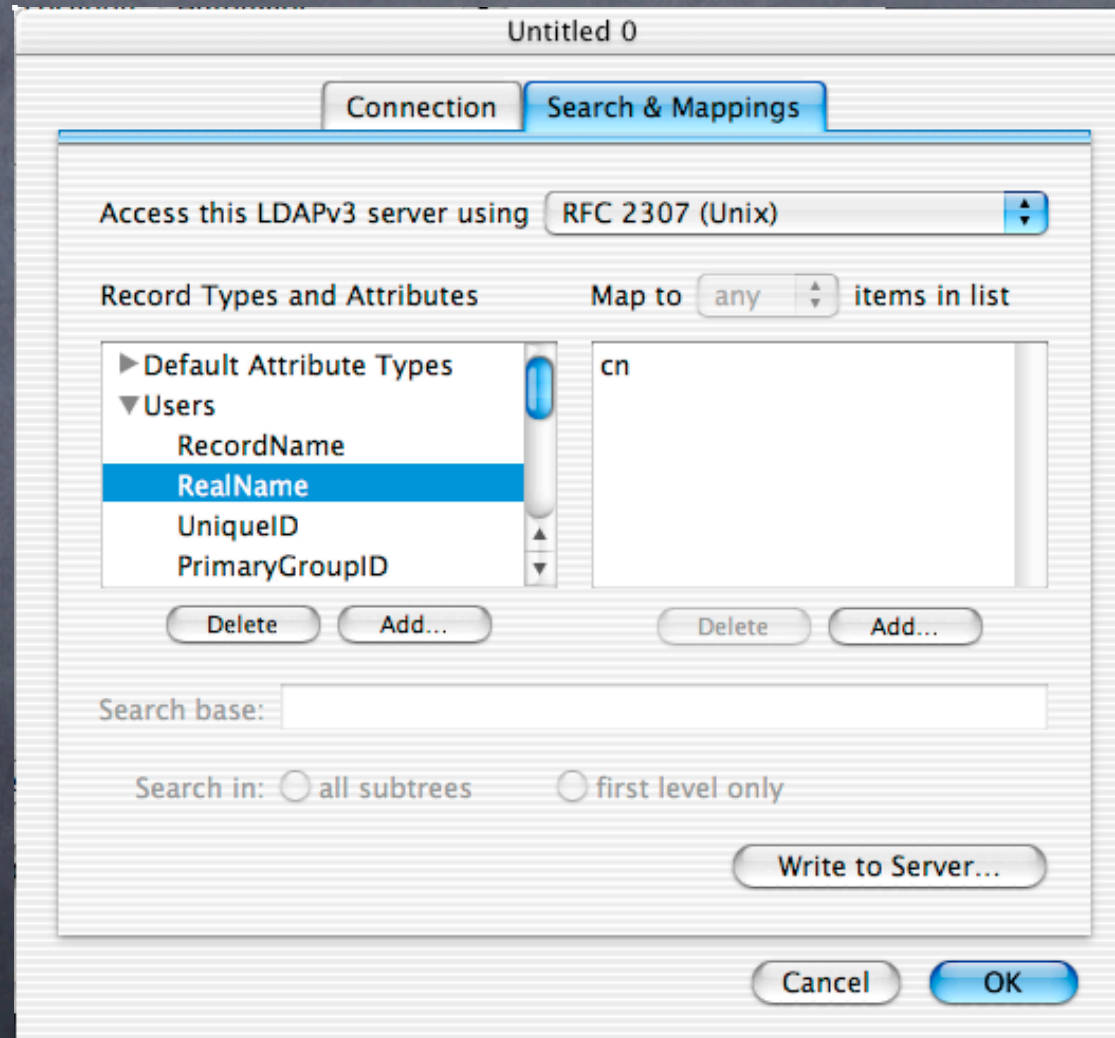 Untitled 0
Connection
Search & Mappings
Access this LDAPv3 server using RFC 2307 (Unix)
Record Types and Attributes
Map to any items in list
Default Attribute Types
Users
RecordName
RealName
UniqueID
PrimaryGroupID
cn
Delete
Add...
Delete
Add...
Search base:
Search in: all subtrees first level only
Write to Server...
Cancel
OK